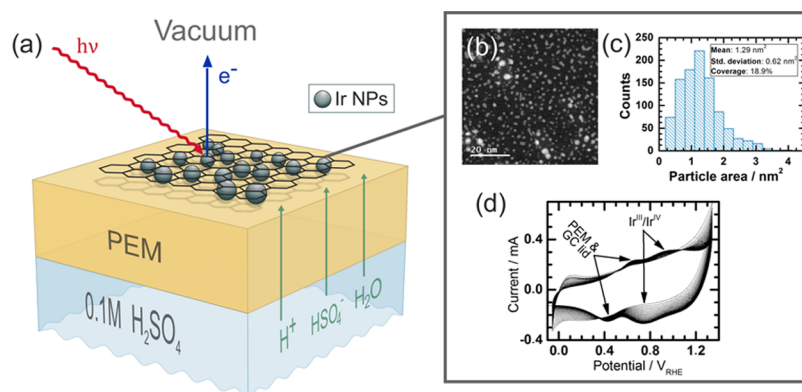 (a)
Vacuum
hν
e⁻
Ir NPs
PEM
0.1M H₂SO₄
H⁺
HSO₄⁻
H₂O
(b)
20 nm
(c)
Mean: 1.29 nm²
Std. deviation: 0.62 nm²
Coverage: 18.9%
Counts
250
200
150
100
50
0
0 1 2 3 4
Particle area / nm²
(d)
PEM &
GC lid
Irᴵᴵᴵ/Irᴵⱽ
Current / mA
0.4
0.0
-0.4
0.0 0.4 0.8 1.2
Potential / V_RHE